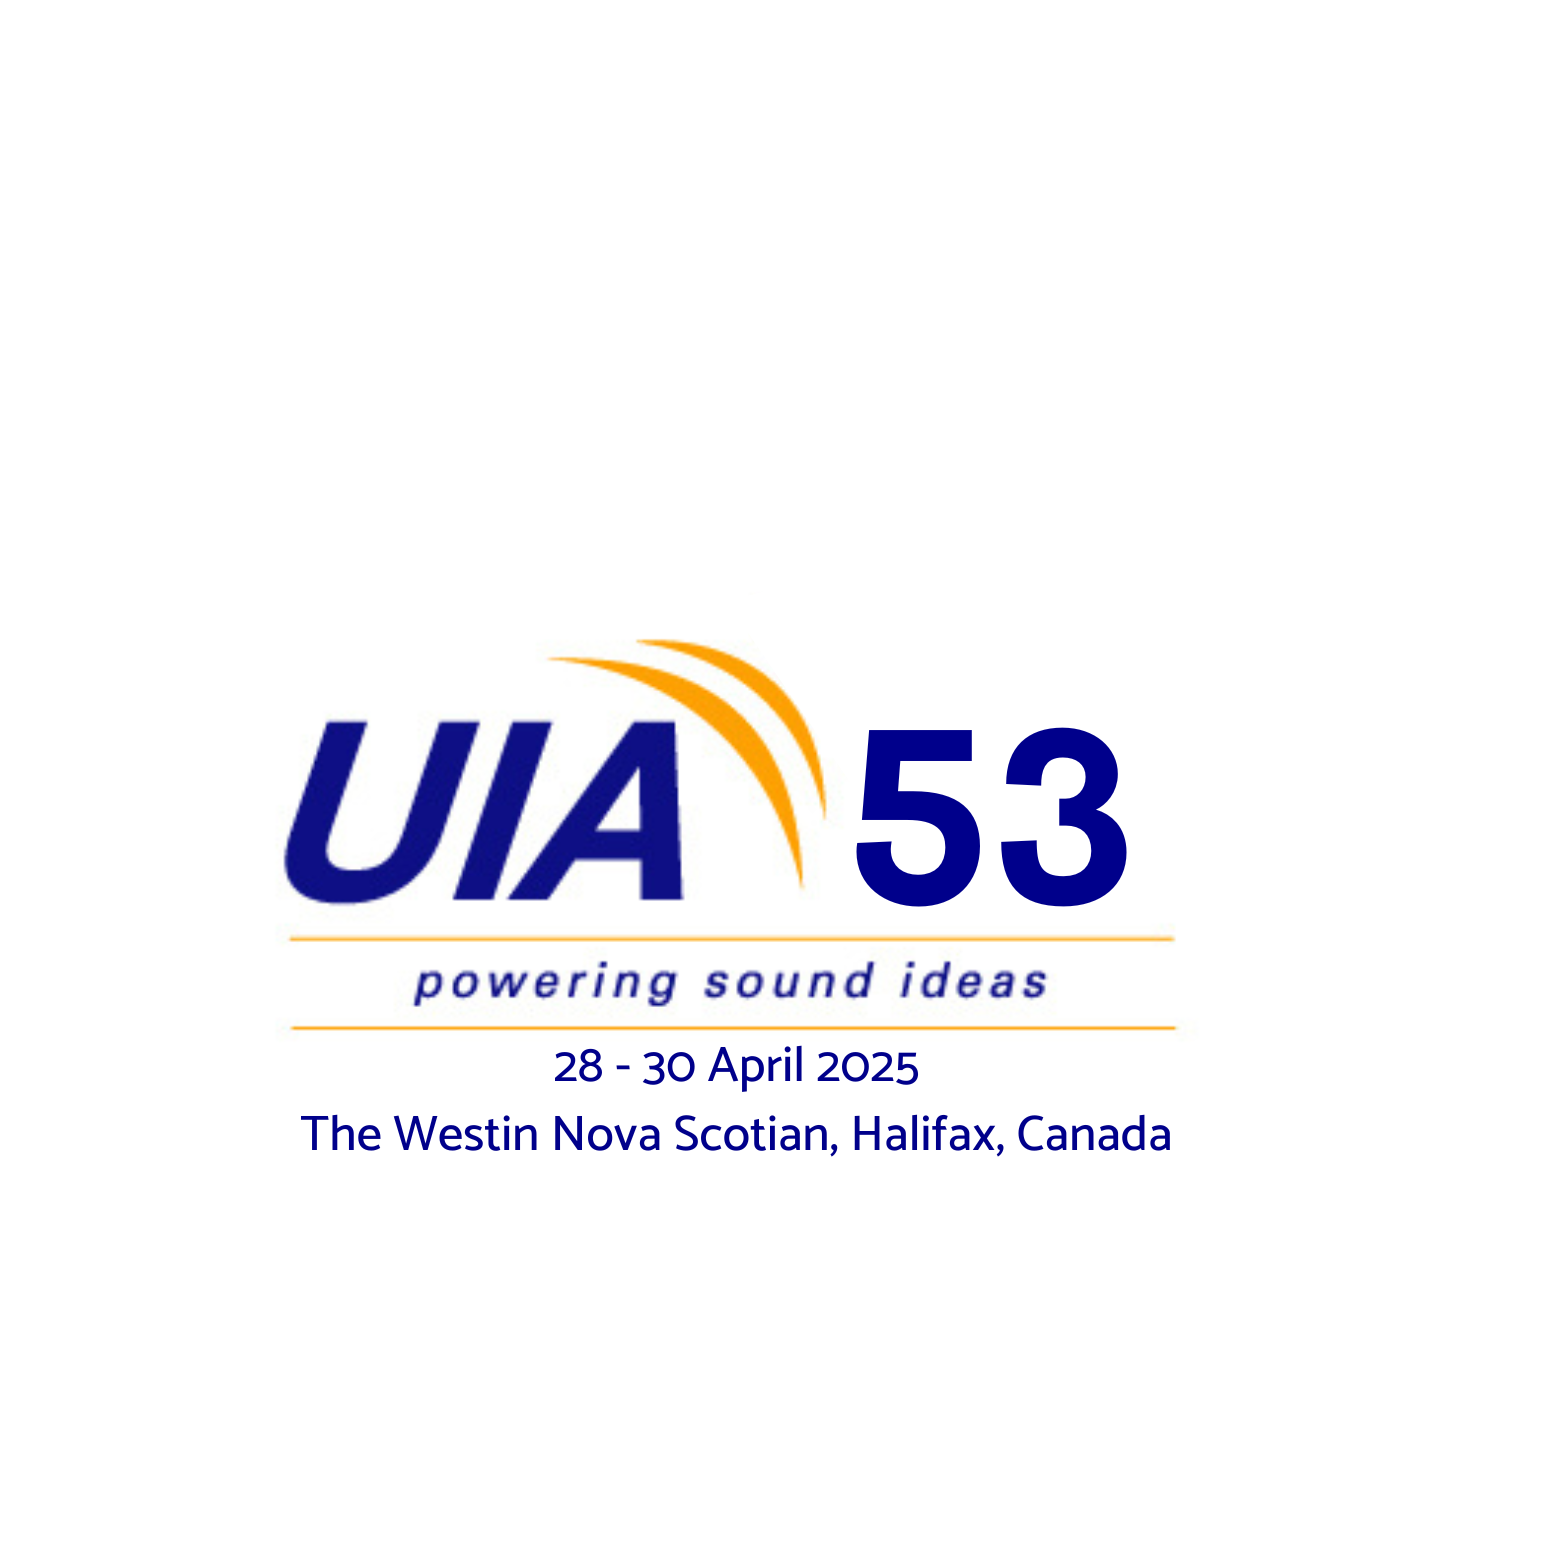 UIA 53
powering sound ideas
28 - 30 April 2025
The Westin Nova Scotian, Halifax, Canada